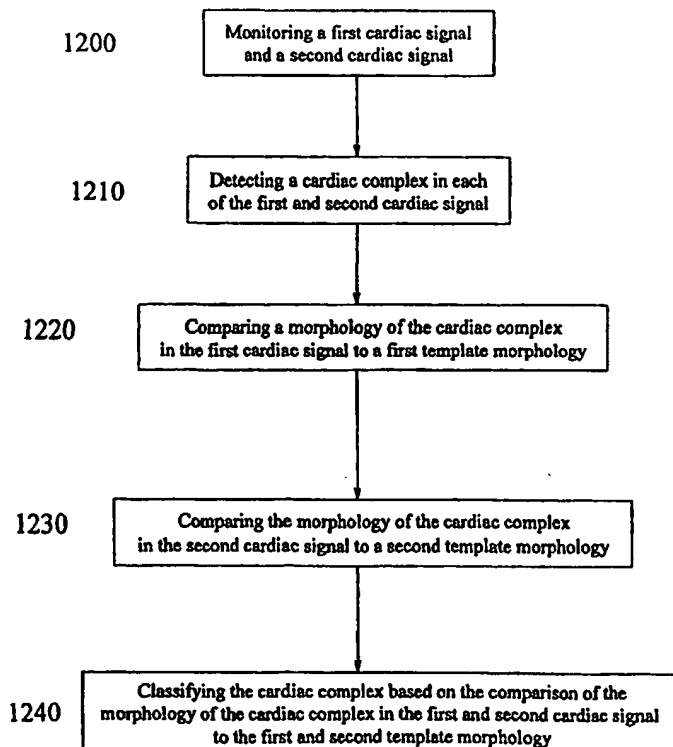 1200
Monitoring a first cardiac signal
and a second cardiac signal
1210
Detecting a cardiac complex in each
of the first and second cardiac signal
1220
Comparing a morphology of the cardiac complex
in the first cardiac signal to a first template morphology
1230
Comparing the morphology of the cardiac complex
in the second cardiac signal to a second template morphology
1240
Classifying the cardiac complex based on the comparison of the
morphology of the cardiac complex in the first and second cardiac signal
to the first and second template morphology